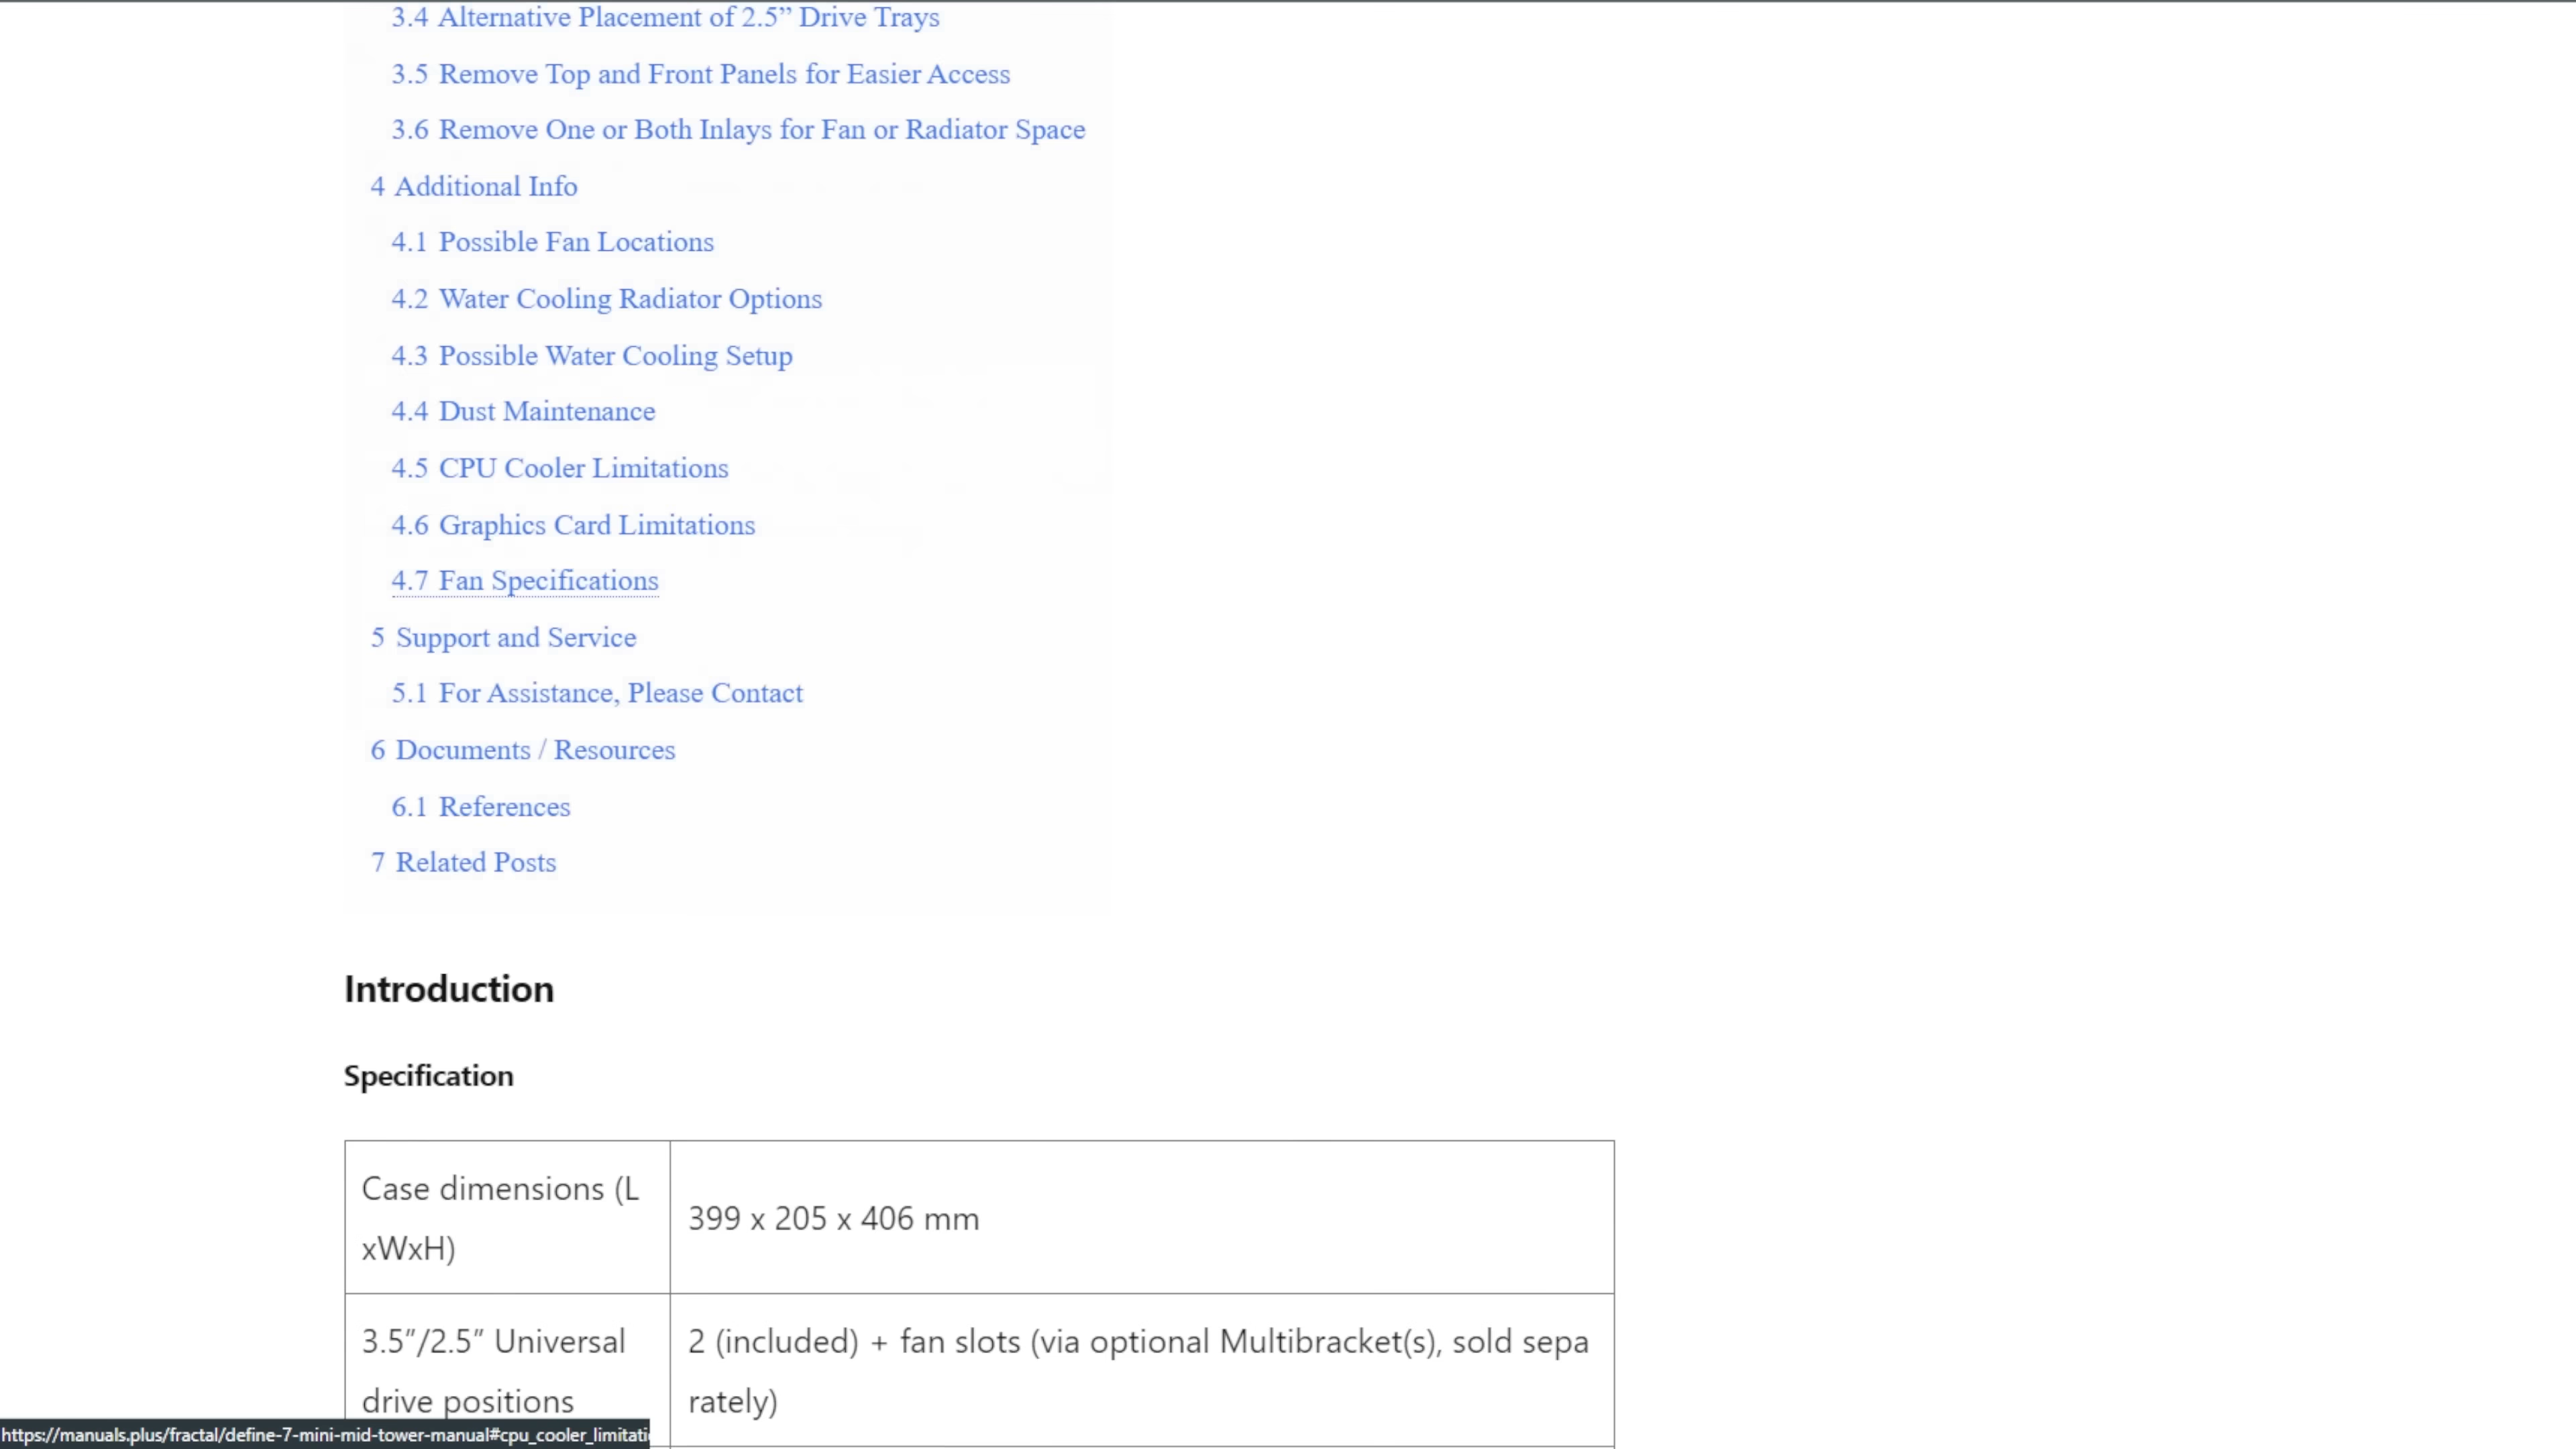 3.4 Alternative Placement of 2.5” Drive Trays
3.5 Remove Top and Front Panels for Easier Access
3.6 Remove One or Both Inlays for Fan or Radiator Space
4 Additional Info
4.1 Possible Fan Locations
4.2 Water Cooling Radiator Options
4.3 Possible Water Cooling Setup
4.4 Dust Maintenance
4.5 CPU Cooler Limitations
4.6 Graphics Card Limitations
4.7 Fan Specifications
5 Support and Service
5.1 For Assistance, Please Contact
6 Documents / Resources
6.1 References
7 Related Posts
Introduction
Specification
Case dimensions (L
xWxH)
399 x 205 x 406 mm
3.5″/2.5″ Universal
drive positions
2 (included) + fan slots (via optional Multibracket(s), sold sepa
rately)
https://manuals.plus/fractal/define-7-mini-mid-tower-manual#cpu_cooler_limitati